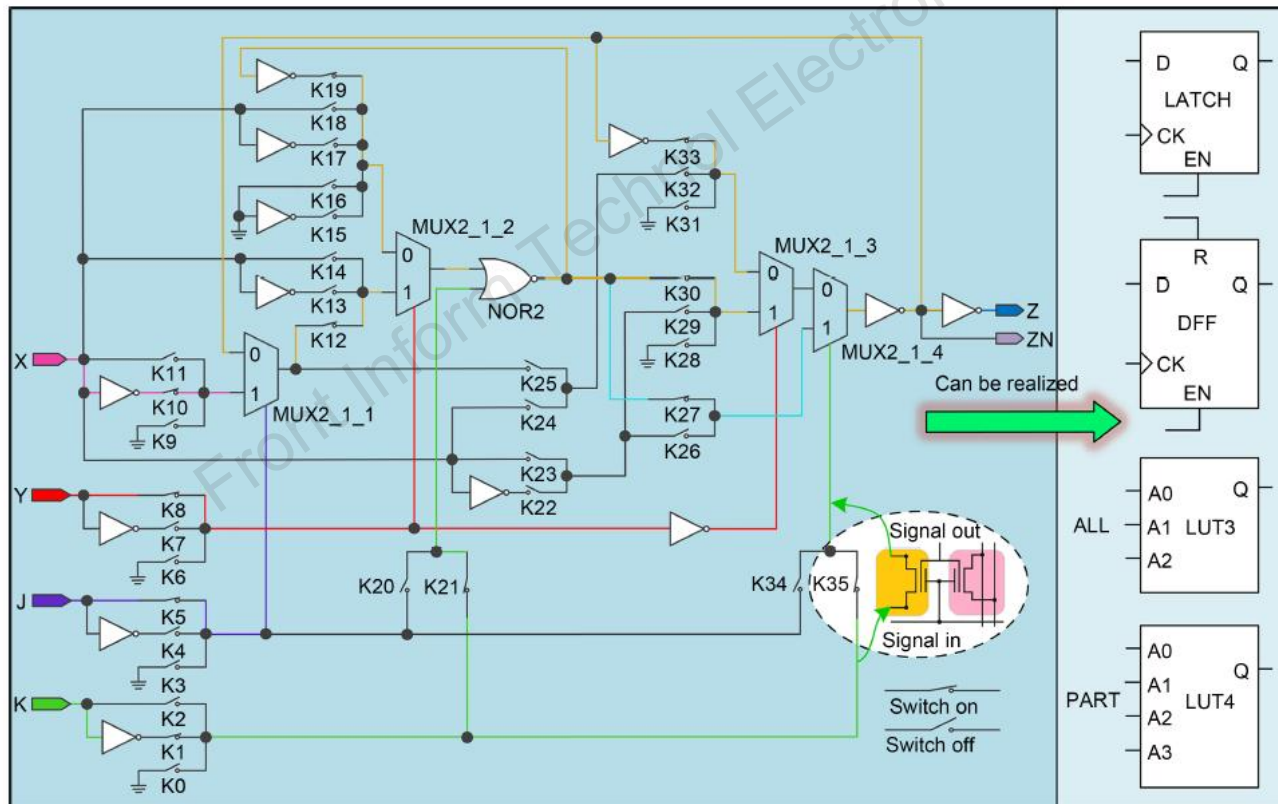 K19
K18
K17
K16
K15
K14
K13
K12
MUX2_1_2
0
1
NOR2
K33
K32
K31
MUX2_1_3
0
1
0
1
MUX2_1_4
K30
K29
K28
K27
K26
Z
ZN
X
K11
K10
K9
0
1
MUX2_1_1
K25
K24
K23
K22
Y
K8
K7
K6
J
K5
K4
K3
K
K2
K1
K0
K20
K21
K34
K35
Signal out
Signal in
Switch on
Switch off
Can be realized
D Q
LATCH
CK
EN
R
D Q
DFF
CK
EN
ALL
A0 Q
A1 LUT3
A2
PART
A0 Q
A1
A2 LUT4
A3
Front Inform Technol Electron